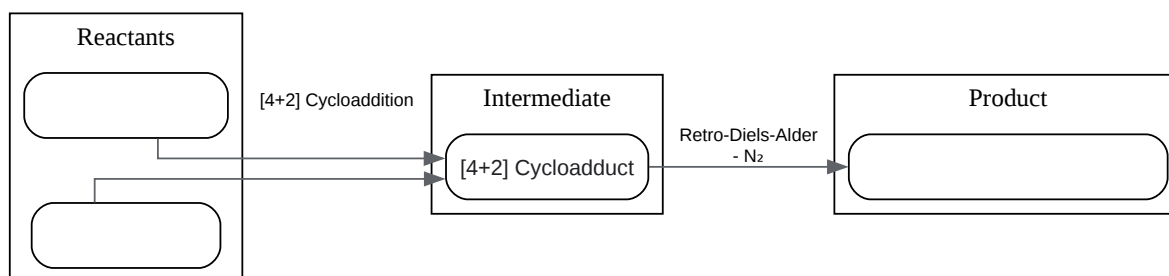 Reactants
[4+2] Cycloaddition
Intermediate
[4+2] Cycloadduct
Retro-Diels-Alder
- N₂
Product